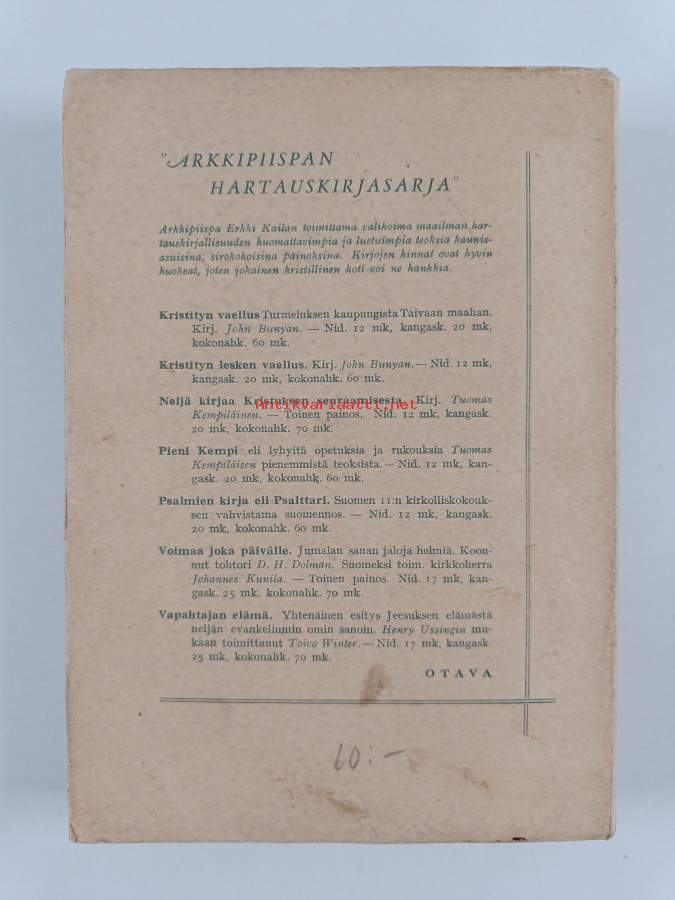 "ARKKIPIISPAN
HARTAUSKIRJASARJA"
Arkkipiispa Erkki Kailan toimittama valikoima maailman har-
tauskirjallisuuden huomattavimpia ja luetuimpia teoksia kaunis-
asuisina, sirokokoisina painoksina. Kirjojen hinnat ovat hyvin
huokeat, joten jokainen kristillinen koti voi ne hankkia.
Kristityn vaellus Turmeluksen kaupungista Taivaan maahan.
Kirj. John Bunyan. — Nid. 12 mk, kangask. 20 mk,
kokonahk. 60 mk.
Kristityn lesken vaellus. Kirj. John Bunyan. — Nid. 12 mk,
kangask. 20 mk, kokonahk. 60 mk.
Neljä kirjaa Kristuksen seuraamisesta. Kirj. Tuomas
Antikvariaatti.net
Kempiläinen. — Toinen painos. Nid. 12 mk, kangask.
20 mk, kokonahk. 70 mk.
Pieni Kempi eli lyhyitä opetuksia ja rukouksia Tuomas
Kempiläisen pienemmistä teoksista. — Nid. 12 mk, kan-
gask. 20 mk, kokonahk. 60 mk.
Psalmien kirja eli Psalttari. Suomen 11:n kirkolliskokouk-
sen vahvistama suomennos. — Nid. 12 mk, kangask.
20 mk, kokonahk. 60 mk.
Voimaa joka päivälle. Jumalan sanan jaloja helmiä. Koon-
nut tohtori D. H. Dolman. Suomeksi toim. kirkkoherra
Johannes Kunila. — Toinen painos. Nid. 17 mk, kan-
gask. 25 mk, kokonahk. 70 mk.
Vapahtajan elämä. Yhtenäinen esitys Jeesuksen elämästä
neljän evankeliumin omin sanoin. Henry Ussingin mu-
kaan toimittanut Toivo Winter. — Nid. 17 mk, kangask.
25 mk, kokonahk. 70 mk.
OTAVA
60:-